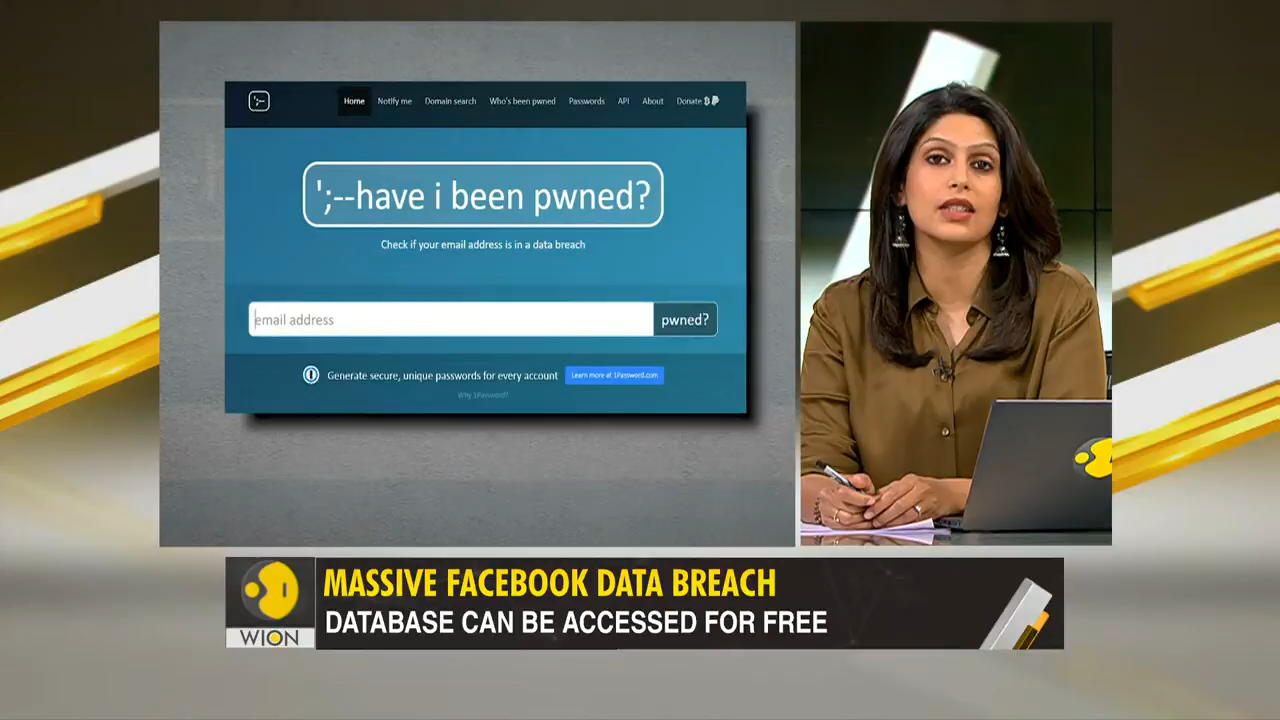 ';--
Home
Notify me
Domain search
Who's been pwned
Passwords
API
About
Donate
';--have i been pwned?
Check if your email address is in a data breach
email address
pwned?
Generate secure, unique passwords for every account
Learn more at 1Password.com
Why 1Password?
MASSIVE FACEBOOK DATA BREACH
DATABASE CAN BE ACCESSED FOR FREE
WION